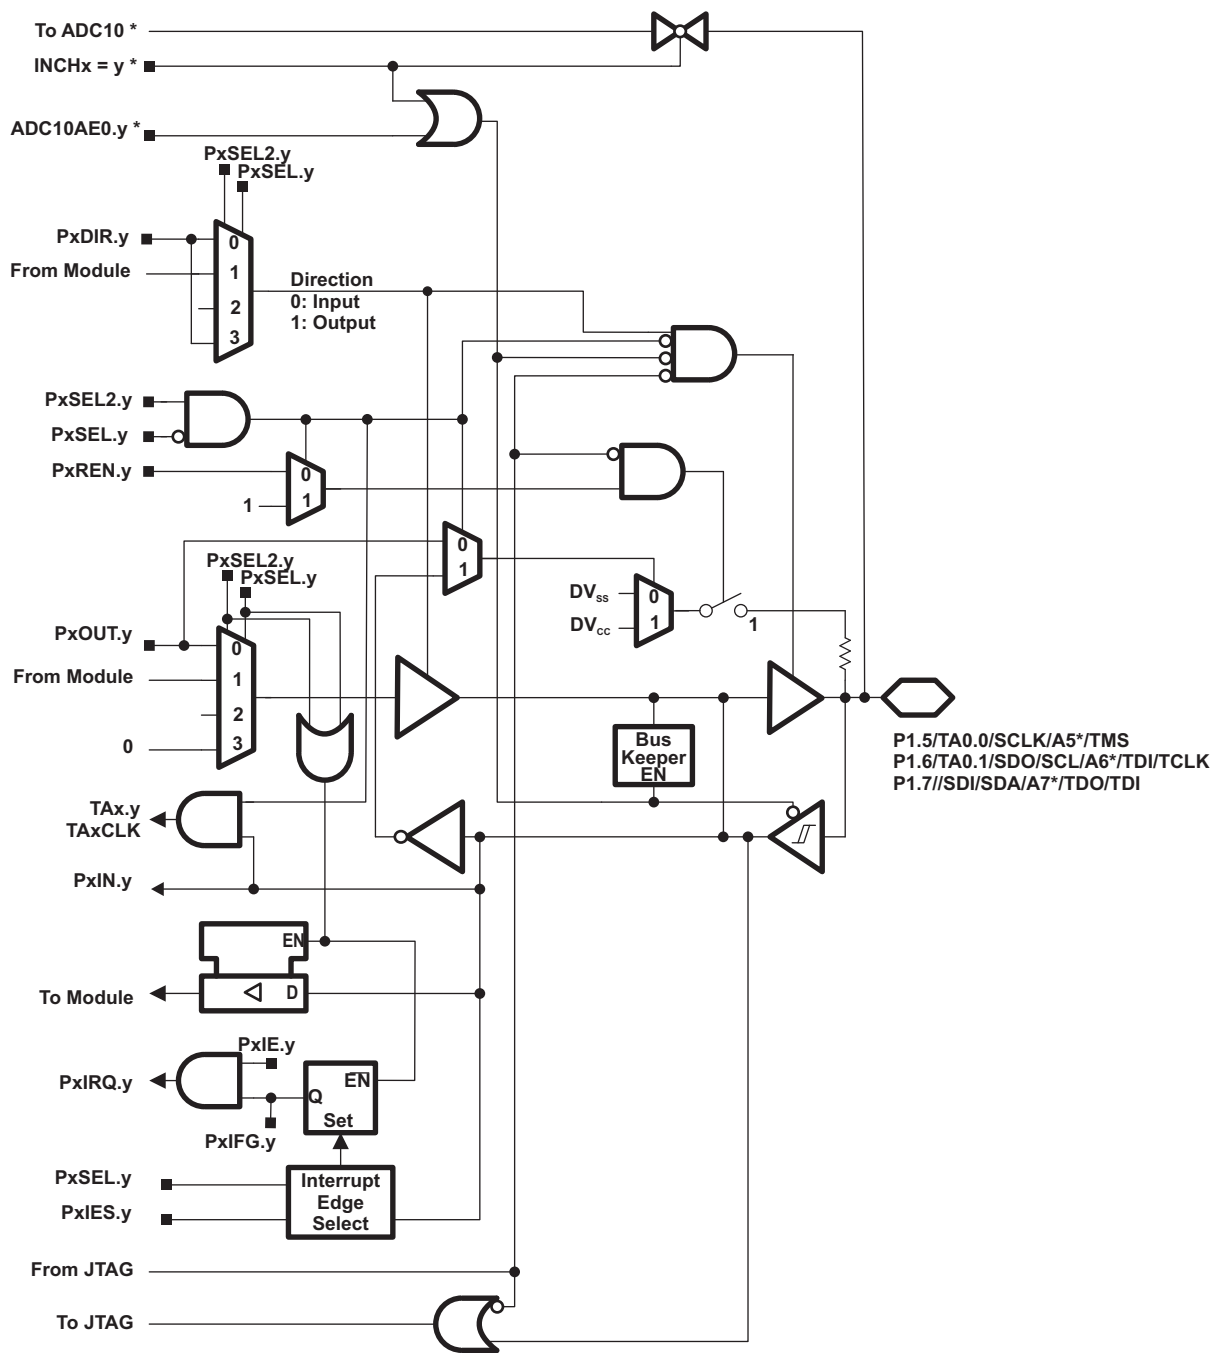 To ADC10 *
INCHx = y *
ADC10AE0.y *
PxSEL2.y
PxSEL.y
PxDIR.y
From Module
0
1
2
3
Direction
0: Input
1: Output
PxSEL2.y
PxSEL.y
PxREN.y
0
1
1
0
1
PxSEL2.y
PxSEL.y
DVSS
DVCC
0
1
1
PxOUT.y
From Module
0
0
1
2
3
Bus
Keeper
EN
P1.5/TA0.0/SCLK/A5*/TMS
P1.6/TA0.1/SDO/SCL/A6*/TDI/TCLK
P1.7//SDI/SDA/A7*/TDO/TDI
TAx.y
TAxCLK
PxIN.y
EN
To Module
D
PxIE.y
PxIRQ.y
EN
Q
Set
PxIFG.y
PxSEL.y
PxIES.y
Interrupt
Edge
Select
From JTAG
To JTAG